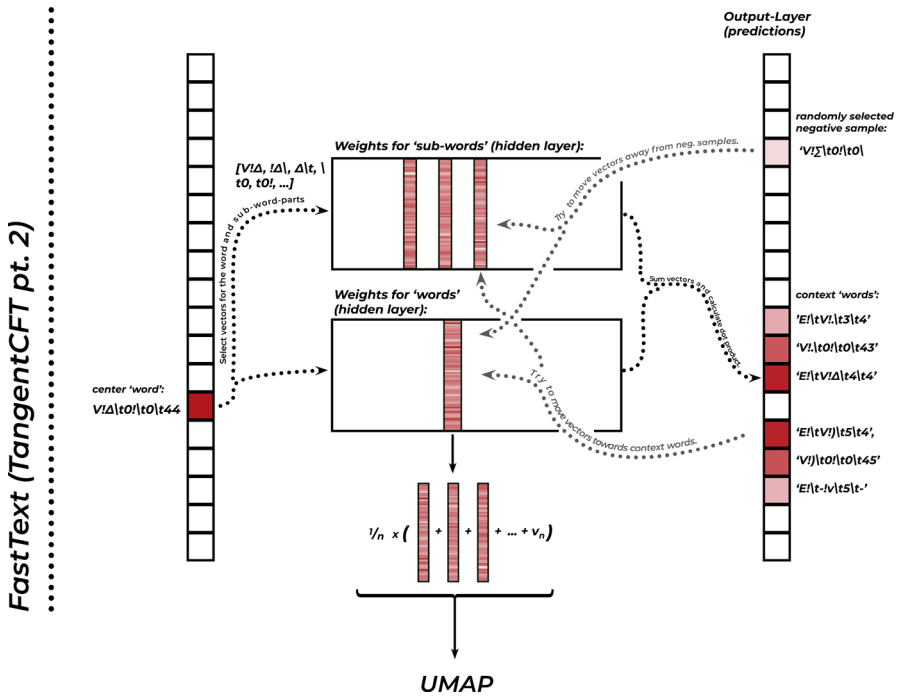 FastText (TangentCFT pt. 2)
Output-Layer
(predictions)
randomly selected
negative sample:
‘V!∑\t0!\t0\
Weights for ‘sub-words’ (hidden layer):
[V!Δ, !Δ\, Δ\t, \
t0, t0!, ...]
Select vectors for the word and sub-word-parts
Try to move vectors away from neg. samples.
Sum vectors and calculate dot product
Weights for ‘words’
(hidden layer):
context ‘words’:
‘E!\tV!.\t3\t4’
‘V!.\t0!\t0\t43’
‘E!\tV!Δ\t4\t4’
center ‘word’:
V!Δ\t0!\t0\t44
Try to move vectors towards context words.
‘E!\tV!)\t5\t4’,
‘V!)\t0!\t0\t45’
‘E!\t-!v\t5\t-’
1/n x ( + + + ... + vn)
UMAP